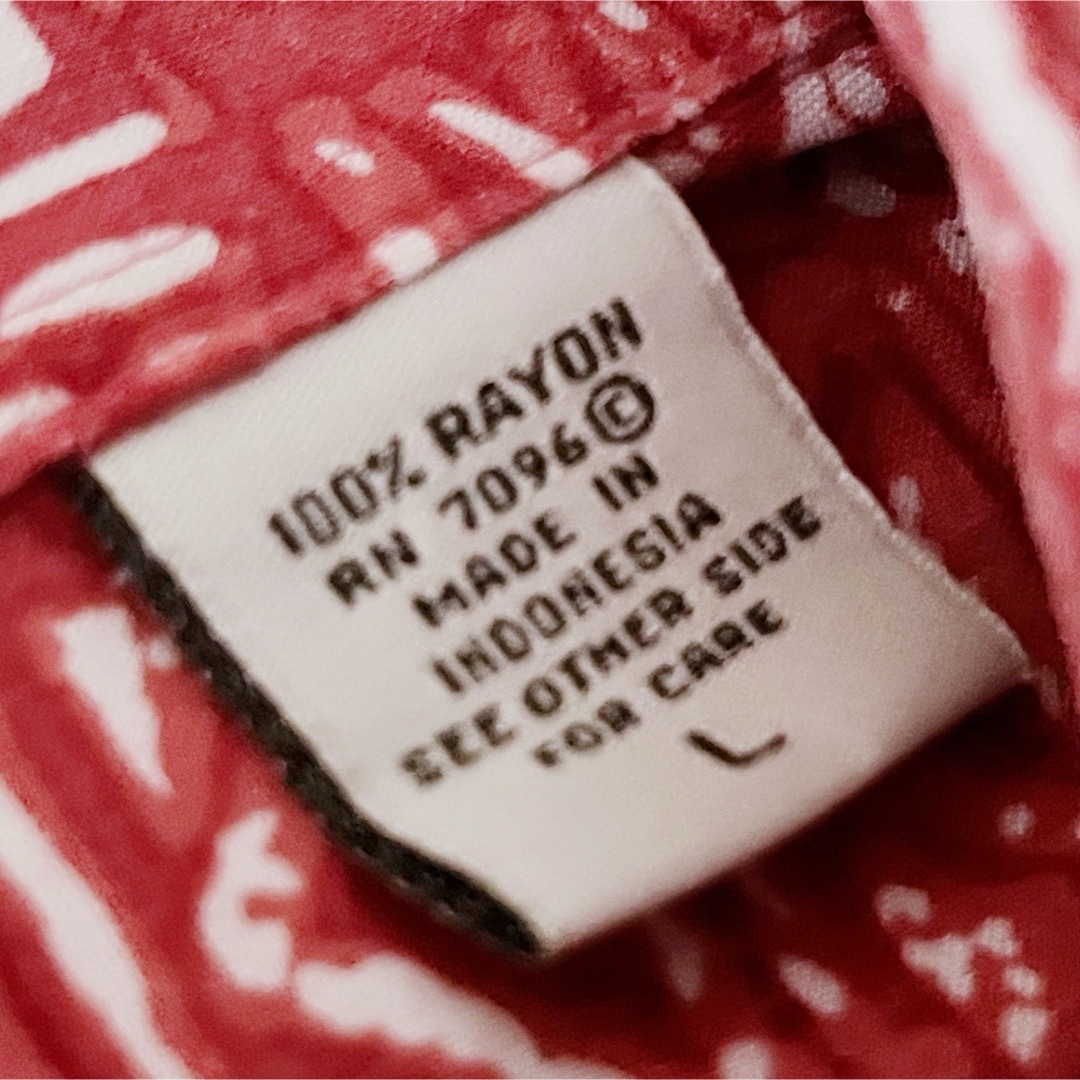 100% RAYON
RN 7096 ©
MADE IN
INDONESIA
SEE OTHER SIDE
FOR CARE
L